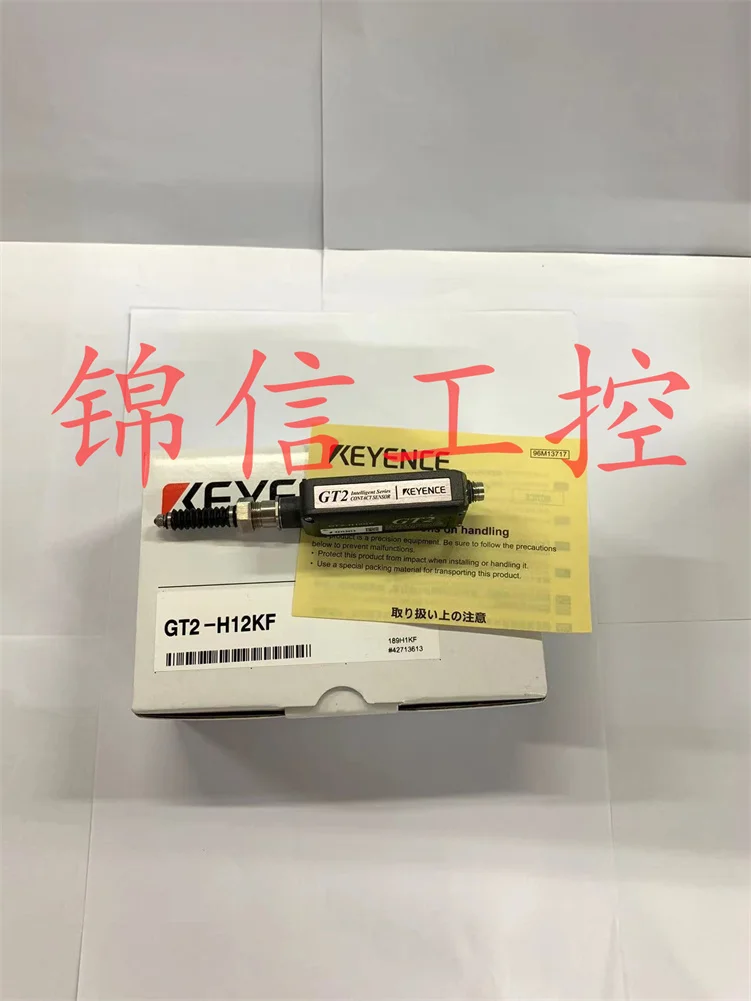 锦信工控
KEYENCE
96M13717
KEYENCE
GT2 Intelligent Series CONTACT SENSOR KEYENCE
GT2
on handling
product is a precision equipment. Be sure to follow the precautions
below to prevent malfunctions.
• Protect this product from impact when installing or handling it.
• Use a special packing material for transporting this product.
取り扱い上の注意
GT2-H12KF
189H1KF
#42713613